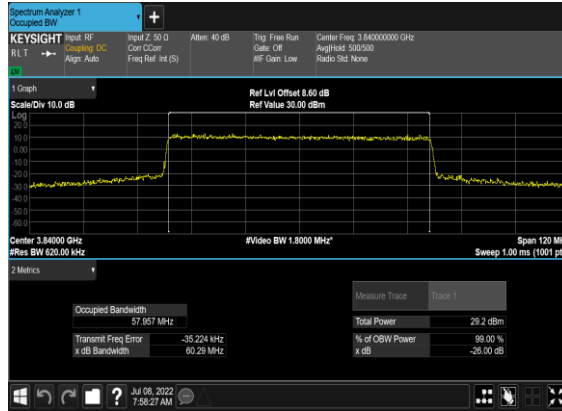 Spectrum Analyzer 1
Occupied BW
+
KEYSIGHT Input: RF Input Z: 50 Ω Atten: 40 dB Trig: Free Run Center Freq: 3.840000000 GHz
RLT Coupling: DC Corr CCorr Gate: Off Avg|Hold: 500/500
Align: Auto Freq Ref: Int (S) #IF Gain: Low Radio Std: None
1 Graph
Ref Lvl Offset 8.60 dB
Scale/Div 10.0 dB Ref Value 30.00 dBm
Log
20.0
10.0
0.00
-10.0
-20.0
-30.0
-40.0
-50.0
-60.0
Center 3.84000 GHz #Video BW 1.8000 MHz* Span 120 M
#Res BW 620.00 kHz Sweep 1.00 ms (1001 pt
2 Metrics
Measure Trace Trace 1
Occupied Bandwidth
57.957 MHz Total Power 29.2 dBm
Transmit Freq Error -35.224 kHz % of OBW Power 99.00 %
x dB Bandwidth 60.29 MHz x dB -26.00 dB
? Jul 08, 2022
7:58:27 AM